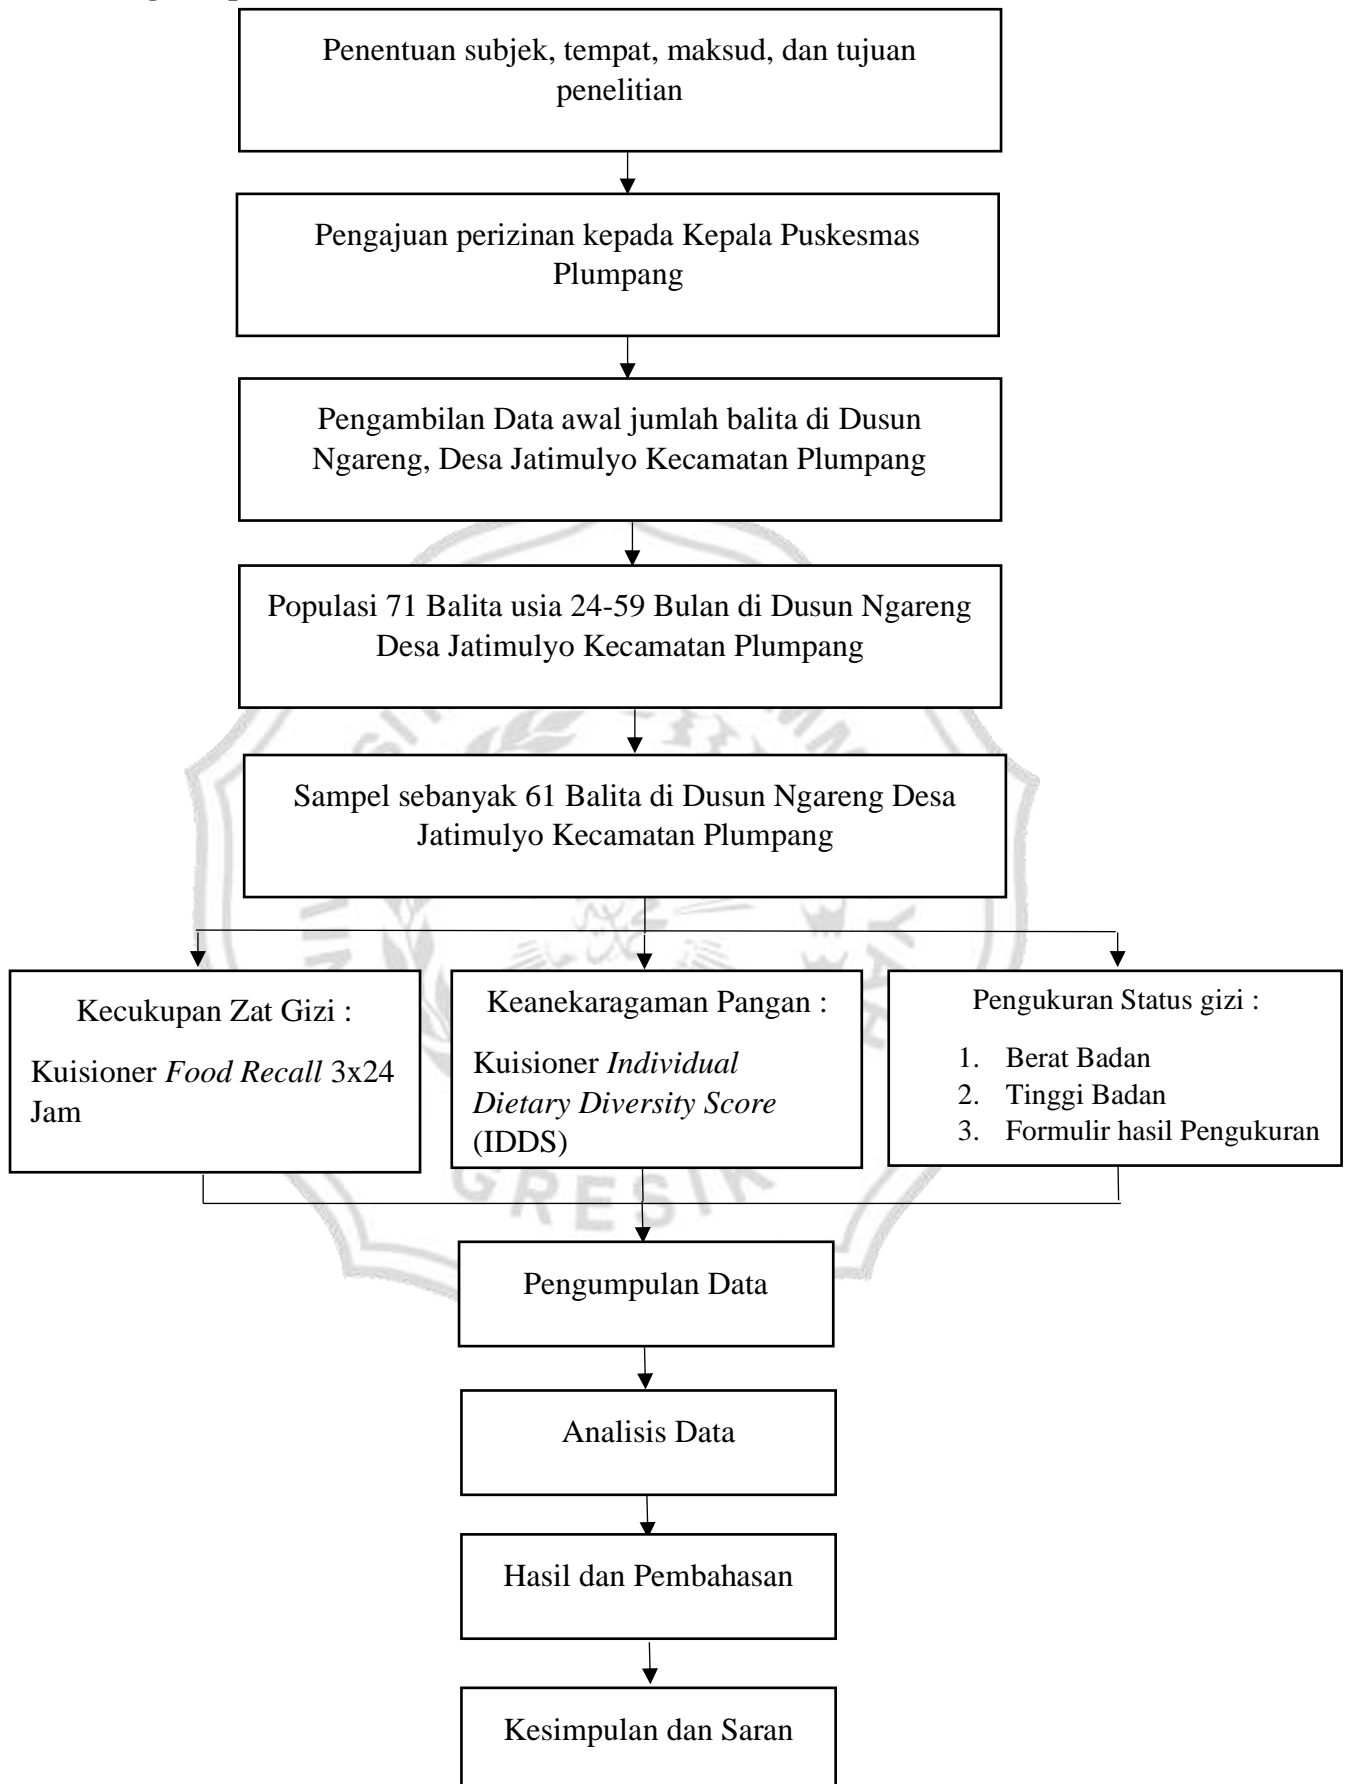 Penentuan subjek, tempat, maksud, dan tujuan
penelitian
Pengajuan perizinan kepada Kepala Puskesmas
Plumpang
Pengambilan Data awal jumlah balita di Dusun
Ngareng, Desa Jatimulyo Kecamatan Plumpang
Populasi 71 Balita usia 24-59 Bulan di Dusun Ngareng
Desa Jatimulyo Kecamatan Plumpang
Sampel sebanyak 61 Balita di Dusun Ngareng Desa
Jatimulyo Kecamatan Plumpang
Kecukupan Zat Gizi :
Kuisioner Food Recall 3x24
Jam
Keanekaragaman Pangan :
Kuisioner Individual
Dietary Diversity Score
(IDDS)
Pengukuran Status gizi :
1. Berat Badan
2. Tinggi Badan
3. Formulir hasil Pengukuran
GRESIK
Pengumpulan Data
Analisis Data
Hasil dan Pembahasan
Kesimpulan dan Saran